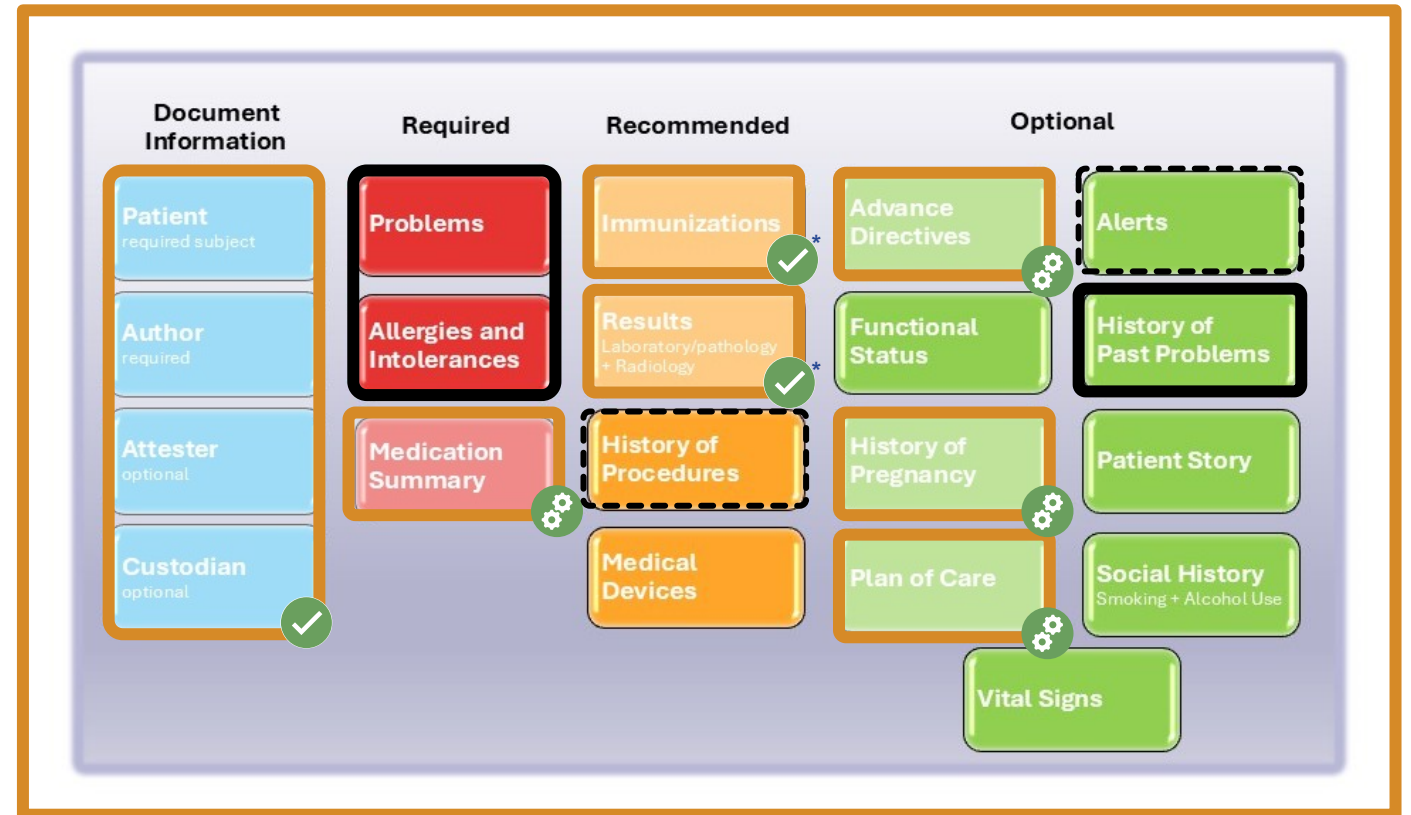 Document
Information
Required
Recommended
Optional
Patient
required subject
Author
required
Attester
optional
Custodian
optional
Problems
Allergies and
Intolerances
Medication
Summary
Immunizations
*
Results
Laboratory/pathology
+ Radiology
*
History of
Procedures
Medical
Devices
Advance
Directives
Functional
Status
History of
Pregnancy
Plan of Care
Alerts
History of
Past Problems
Patient Story
Social History
Smoking + Alcohol Use
Vital Signs